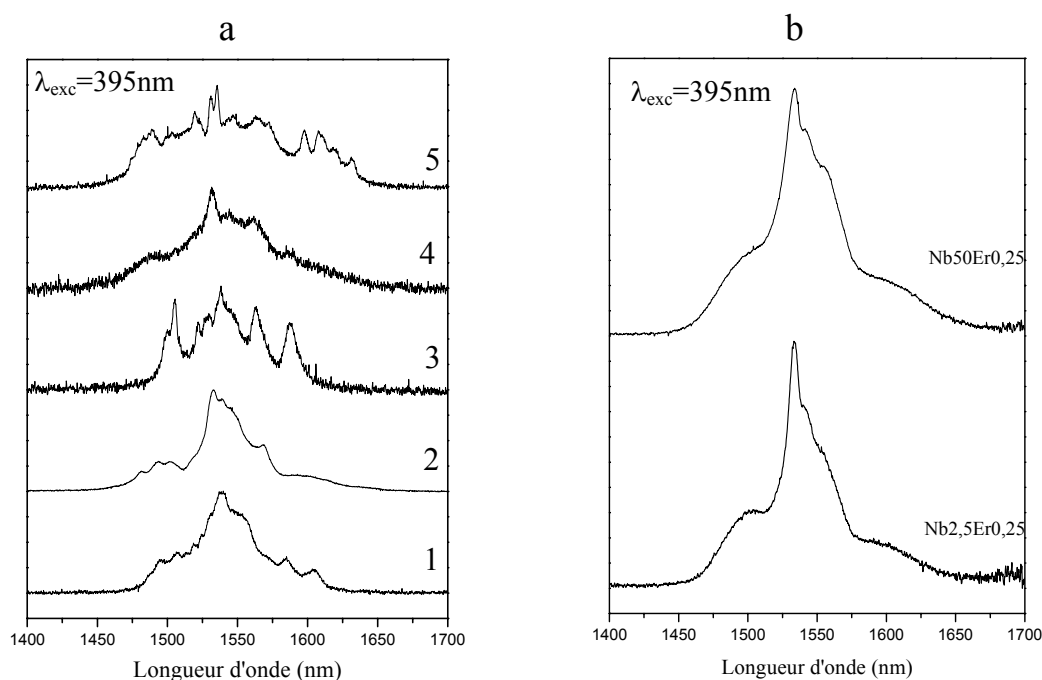 a
λexc=395nm
5
4
3
2
1
1400 1450 1500 1550 1600 1650 1700
Longueur d'onde (nm)
b
λexc=395nm
Nb50Er0,25
Nb2,5Er0,25
1400 1450 1500 1550 1600 1650 1700
Longueur d'onde (nm)